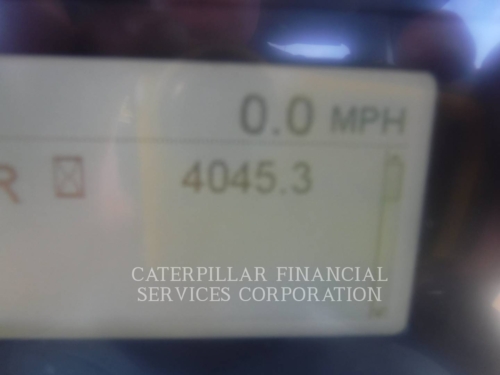 0.0 MPH
R 4045.3
CATERPILLAR FINANCIAL
SERVICES CORPORATION